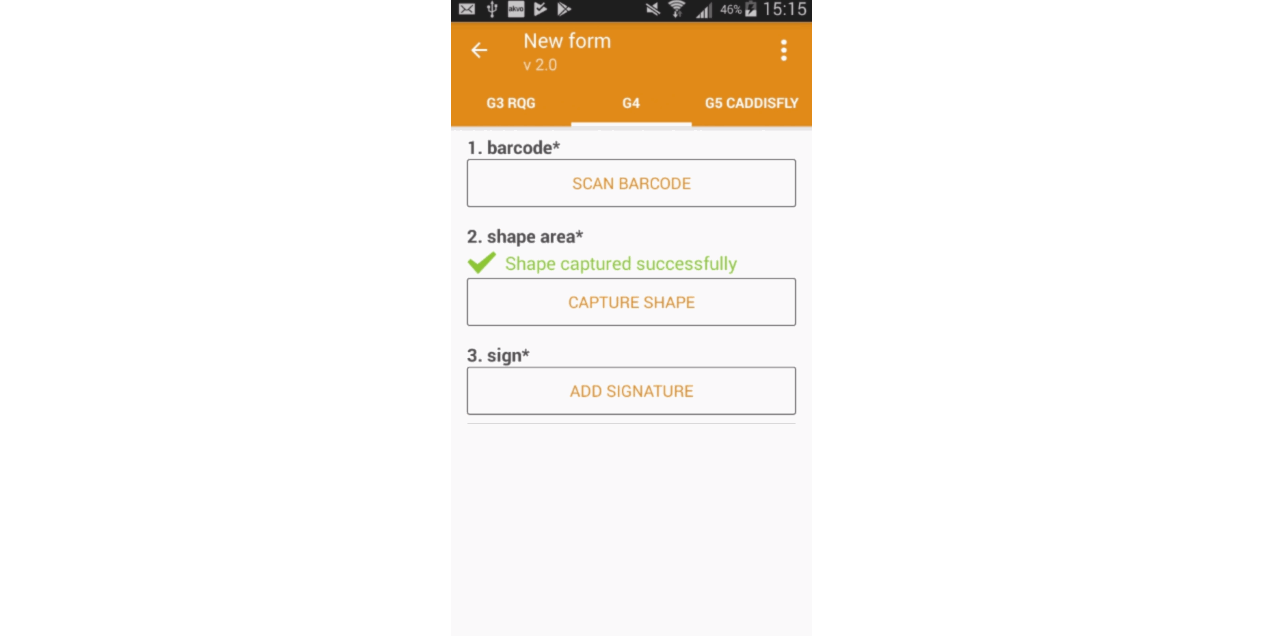 akvo 46% 15:15
New form
v 2.0
G3 RQG G4 G5 CADDISFLY
1. barcode*
SCAN BARCODE
2. shape area*
Shape captured successfully
CAPTURE SHAPE
3. sign*
ADD SIGNATURE